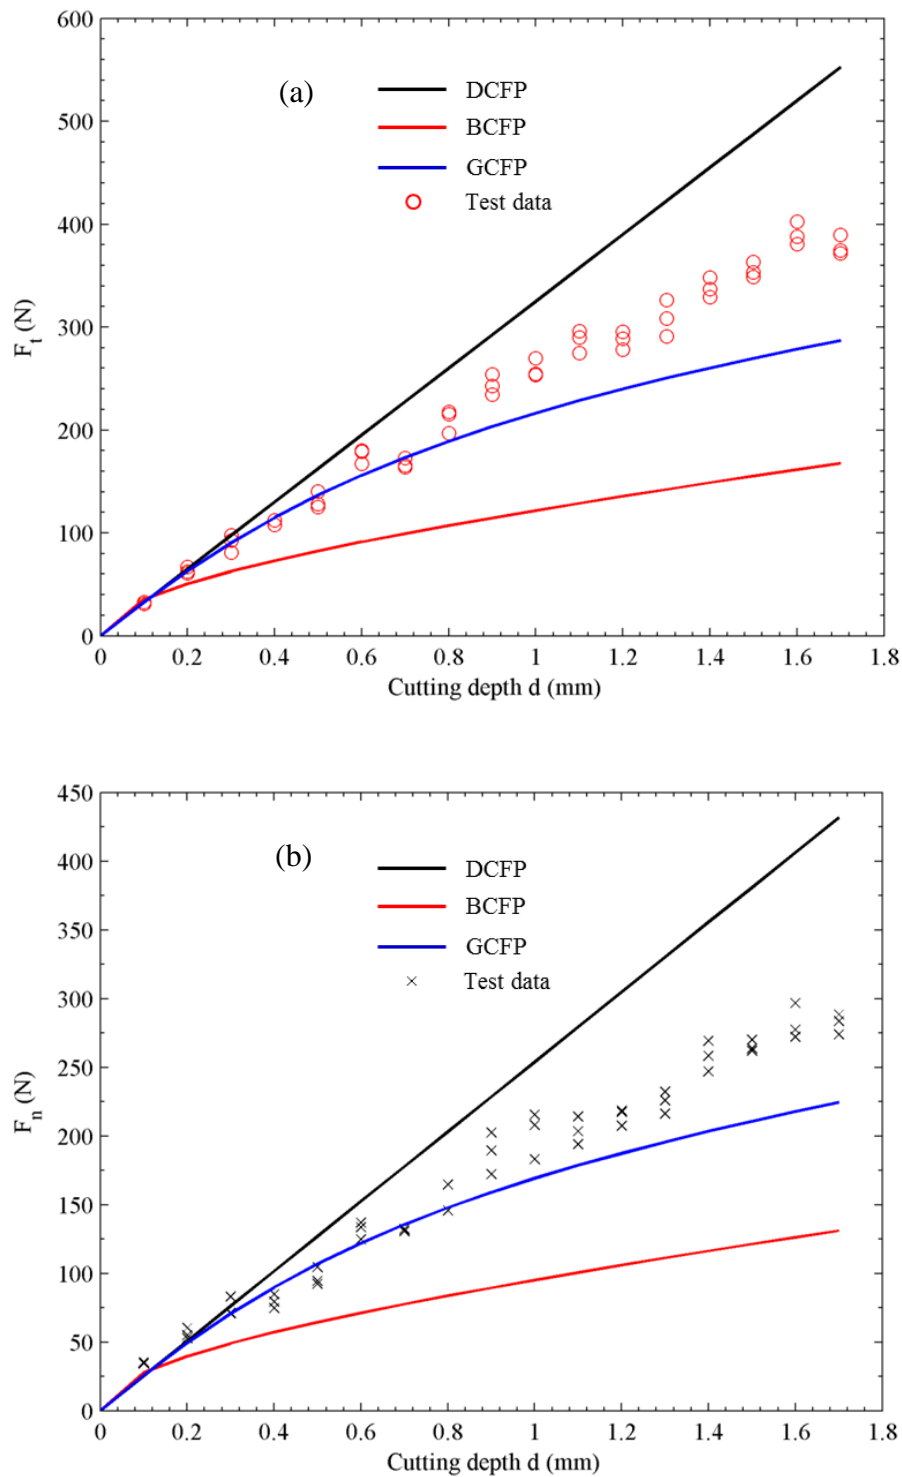 600
500
400
300
200
100
0
F_t (N)
(a)
DCFP
BCFP
GCFP
Test data
0 0.2 0.4 0.6 0.8 1 1.2 1.4 1.6 1.8
Cutting depth d (mm)
450
400
350
300
250
200
150
100
50
0
F_n (N)
(b)
DCFP
BCFP
GCFP
Test data
0 0.2 0.4 0.6 0.8 1 1.2 1.4 1.6 1.8
Cutting depth d (mm)